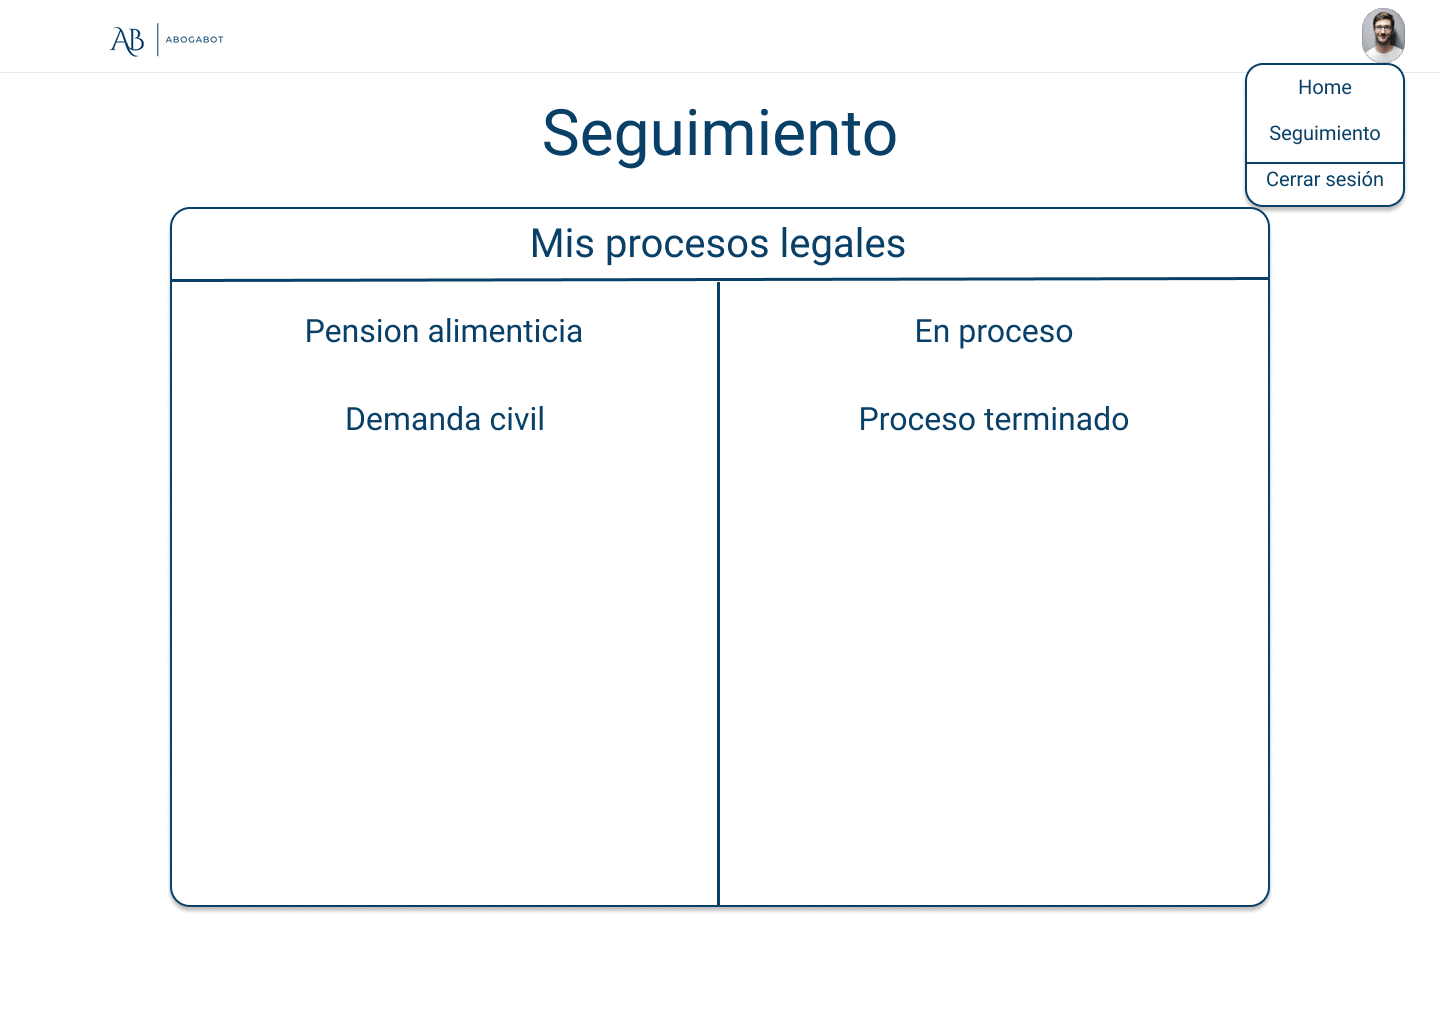 AB ABOGABOT
Home
Seguimiento
Cerrar sesión
Seguimiento
Mis procesos legales
Pension alimenticia En proceso
Demanda civil Proceso terminado